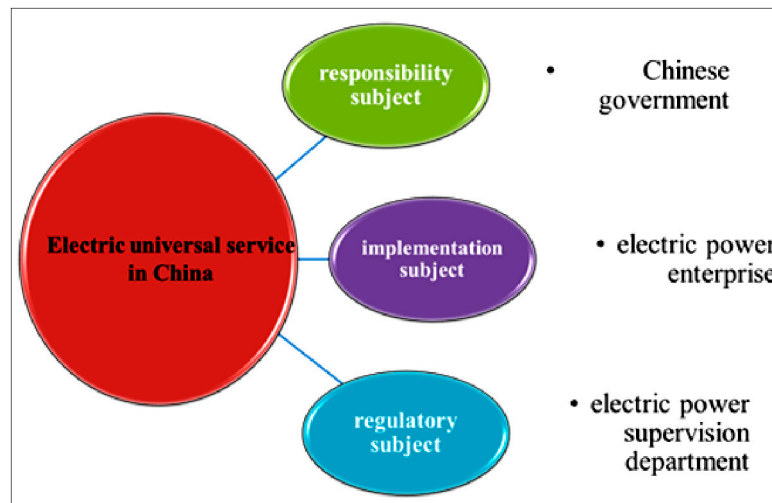 Electric universal service
in China
responsibility
subject
• Chinese
government
implementation
subject
• electric power
enterprise
regulatory
subject
• electric power
supervision
department